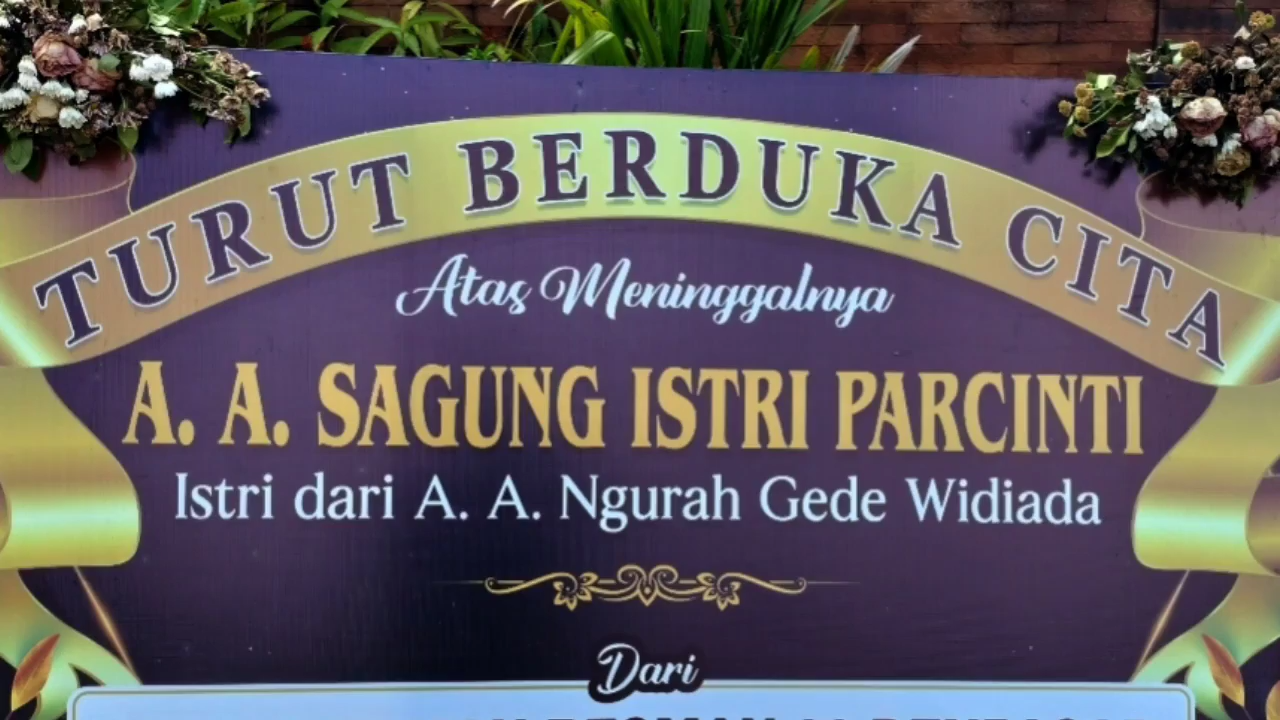 TURUT BERDUKA CITA
Atas Meninggalnya
A. A. SAGUNG ISTRI PARCINTI
Istri dari A. A. Ngurah Gede Widiada
Dari